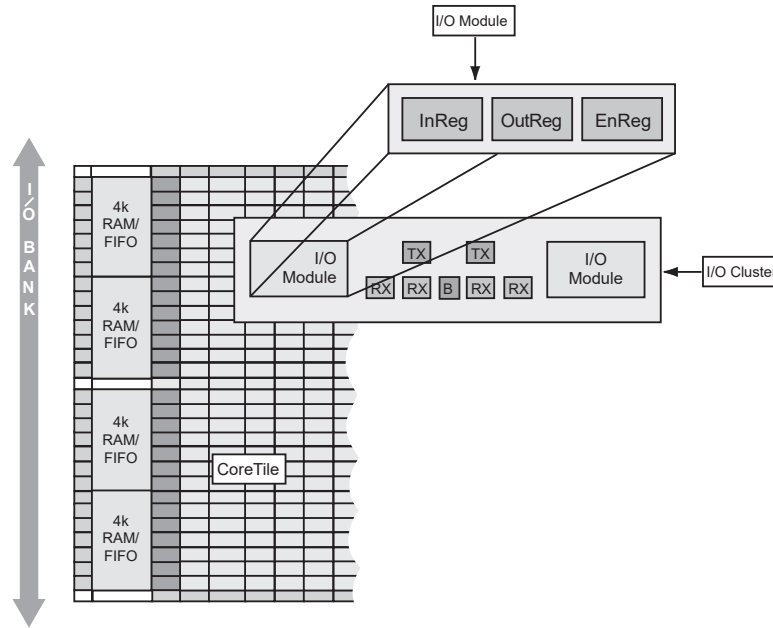 I/O Module
InReg
OutReg
EnReg
I/O BANK
4k
RAM/
FIFO
I/O
Module
TX
TX
I/O
Module
I/O Cluster
RX
RX
B
RX
RX
4k
RAM/
FIFO
4k
RAM/
FIFO
CoreTile
4k
RAM/
FIFO